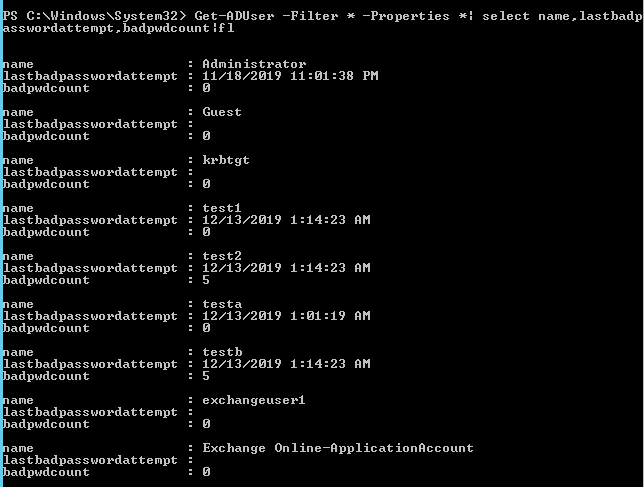 PS C:\Windows\System32> Get-ADUser -Filter * -Properties *| select name,lastbadp
asswordattempt,badpwdcount|fl
name : Administrator
lastbadpasswordattempt : 11/18/2019 11:01:38 PM
badpwdcount : 0
name : Guest
lastbadpasswordattempt :
badpwdcount : 0
name : krbtgt
lastbadpasswordattempt :
badpwdcount : 0
name : test1
lastbadpasswordattempt : 12/13/2019 1:14:23 AM
badpwdcount : 0
name : test2
lastbadpasswordattempt : 12/13/2019 1:14:23 AM
badpwdcount : 5
name : testa
lastbadpasswordattempt : 12/13/2019 1:01:19 AM
badpwdcount : 0
name : testb
lastbadpasswordattempt : 12/13/2019 1:14:23 AM
badpwdcount : 5
name : exchangeuser1
lastbadpasswordattempt :
badpwdcount : 0
name : Exchange Online-ApplicationAccount
lastbadpasswordattempt :
badpwdcount : 0